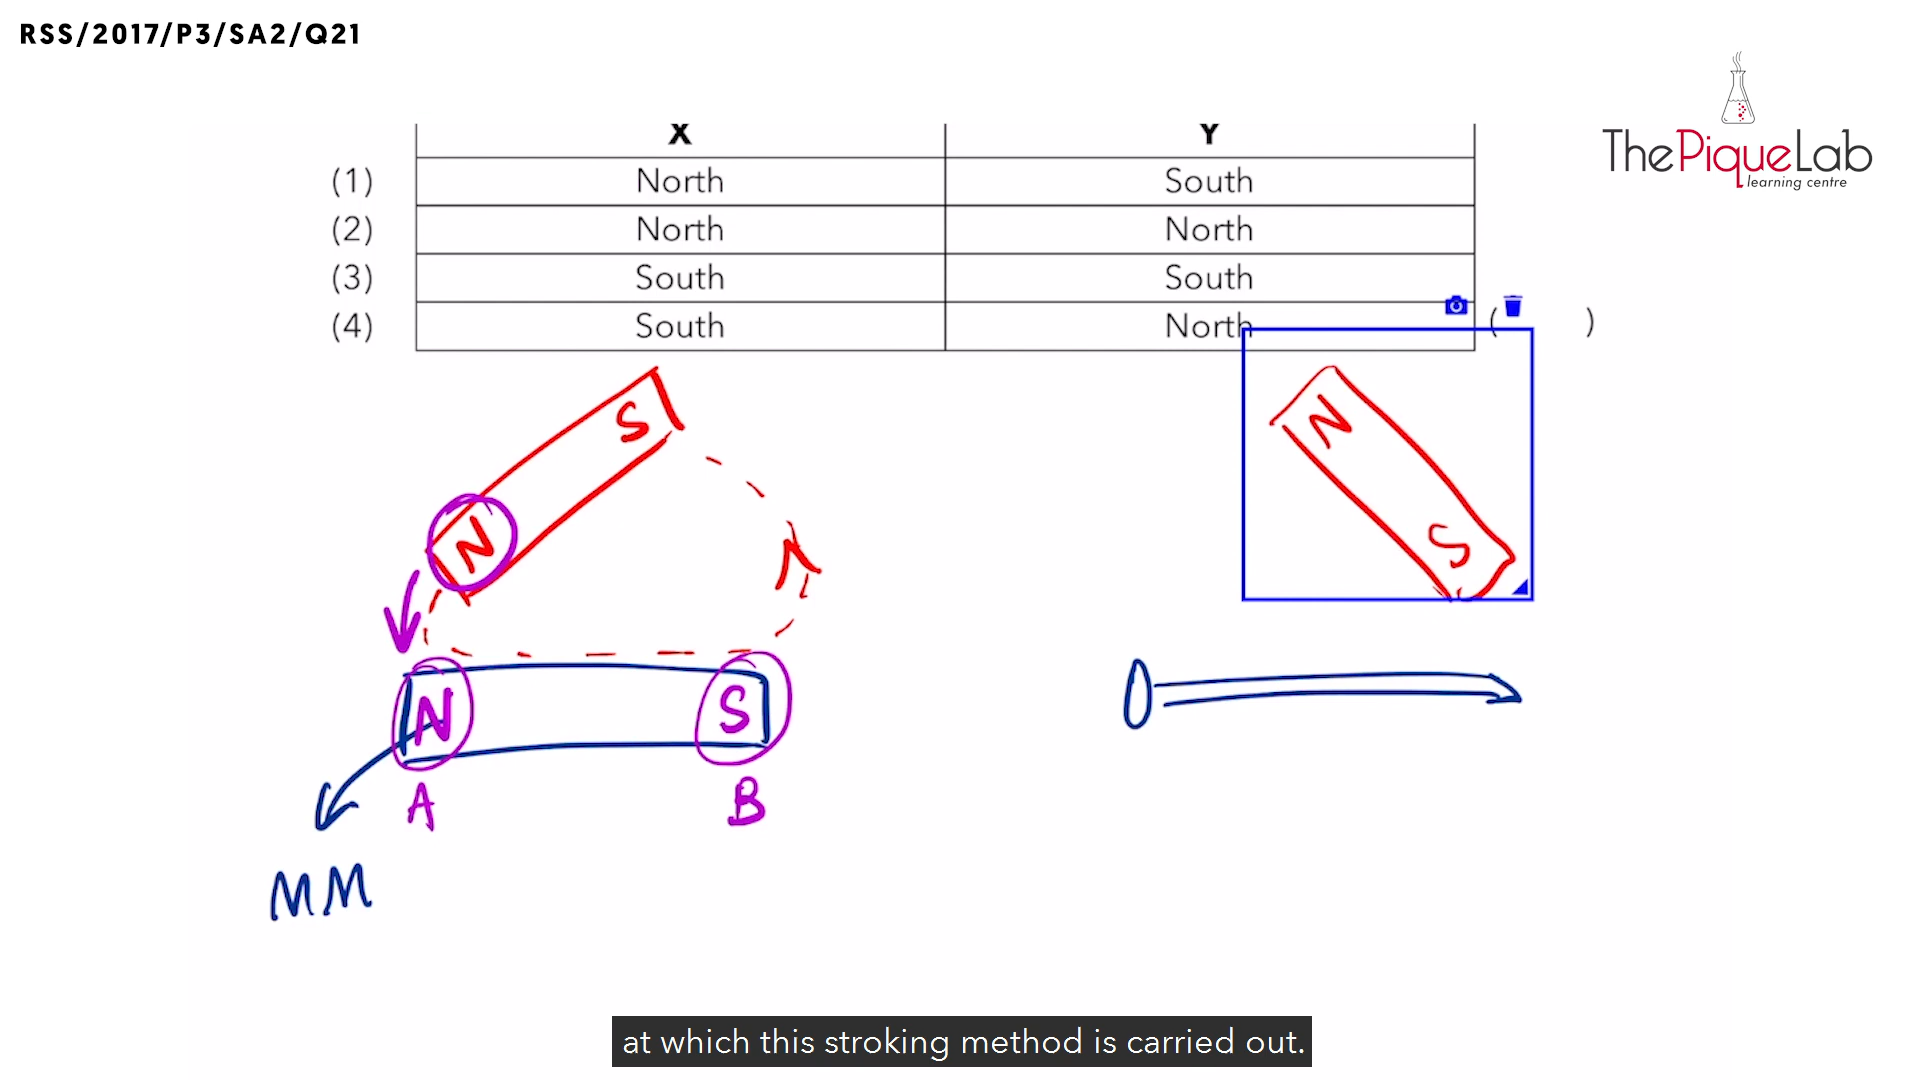 RSS/2017/P3/SA2/Q21
ThePiqueLab
learning centre
X Y
(1) North South
(2) North North
(3) South South
(4) South North ( )
S
N
N
S
N S
A B
MM
at which this stroking method is carried out.